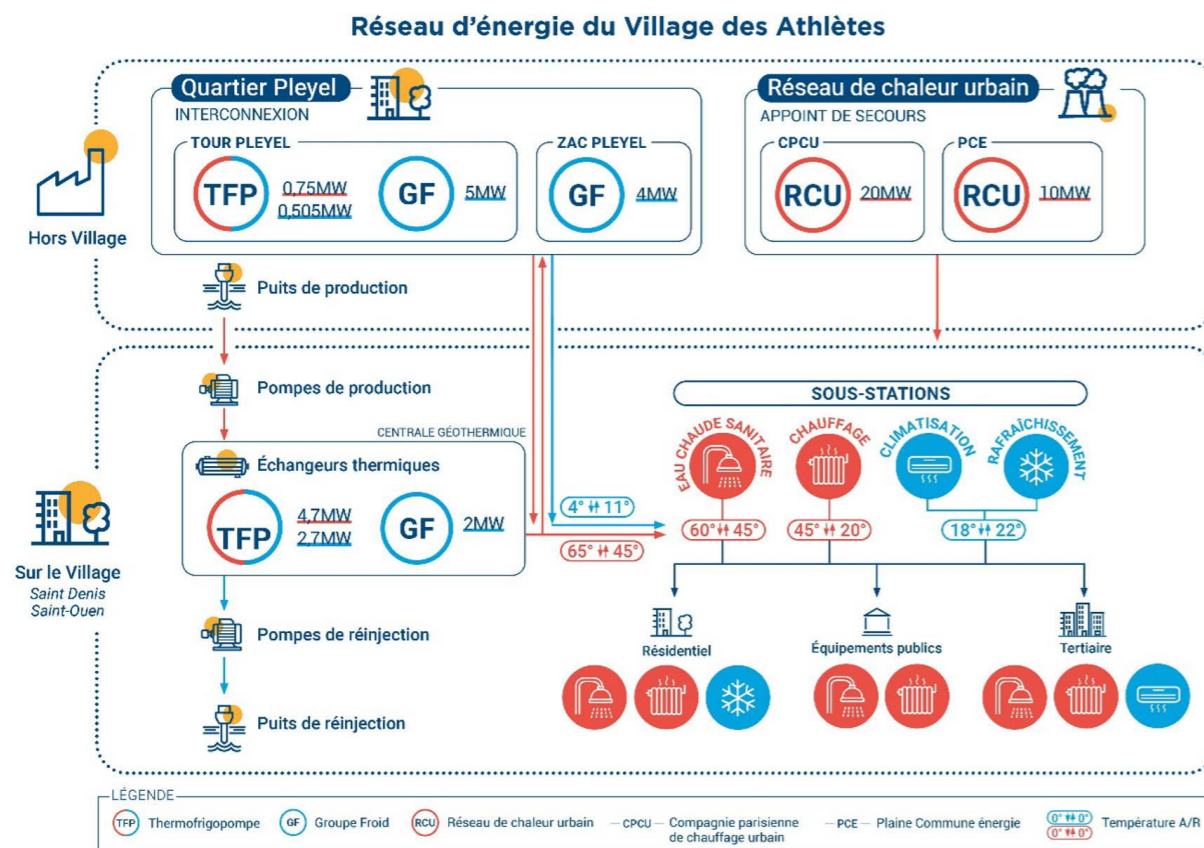 Réseau d'énergie du Village des Athlètes
Quartier Pleyel
INTERCONNEXION
TOUR PLEYEL
TFP
0,75MW
0,505MW
GF
5MW
ZAC PLEYEL
GF
4MW
Réseau de chaleur urbain
APPOINT DE SECOURS
CPCU
RCU
20MW
PCE
RCU
10MW
Hors Village
Puits de production
Pompes de production
CENTRALE GÉOTHERMIQUE
Échangeurs thermiques
TFP
4,7MW
2,7MW
GF
2MW
4° 11°
65° 45°
Sur le Village
Saint Denis
Saint-Ouen
Pompes de réinjection
Puits de réinjection
SOUS-STATIONS
EAU CHAUDE SANITAIRE
CHAUFFAGE
CLIMATISATION
RAFRAÎCHISSEMENT
60° 45°
45° 20°
18° 22°
Résidentiel
Équipements publics
Tertiaire
LÉGENDE
TFP Thermofrigopompe
GF Groupe Froid
RCU Réseau de chaleur urbain
— CPCU — Compagnie parisienne
de chauffage urbain
— PCE — Plaine Commune énergie
0° 0°
0° 0°
Température A/R